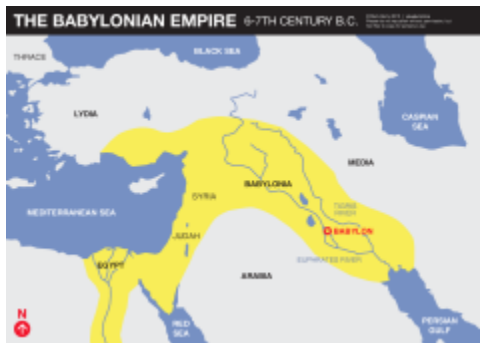 THE BABYLONIAN EMPIRE 6-7TH CENTURY B.C.
THRACE
BLACK SEA
LYDIA
CASPIAN
SEA
MEDIA
BABYLONIA
SYRIA
TIGRIS
RIVER
MEDITERRANEAN SEA
BABYLON
JUDAH
EUPHRATES RIVER
EGYPT
ARABIA
N
RED
SEA
PERSIAN
GULF